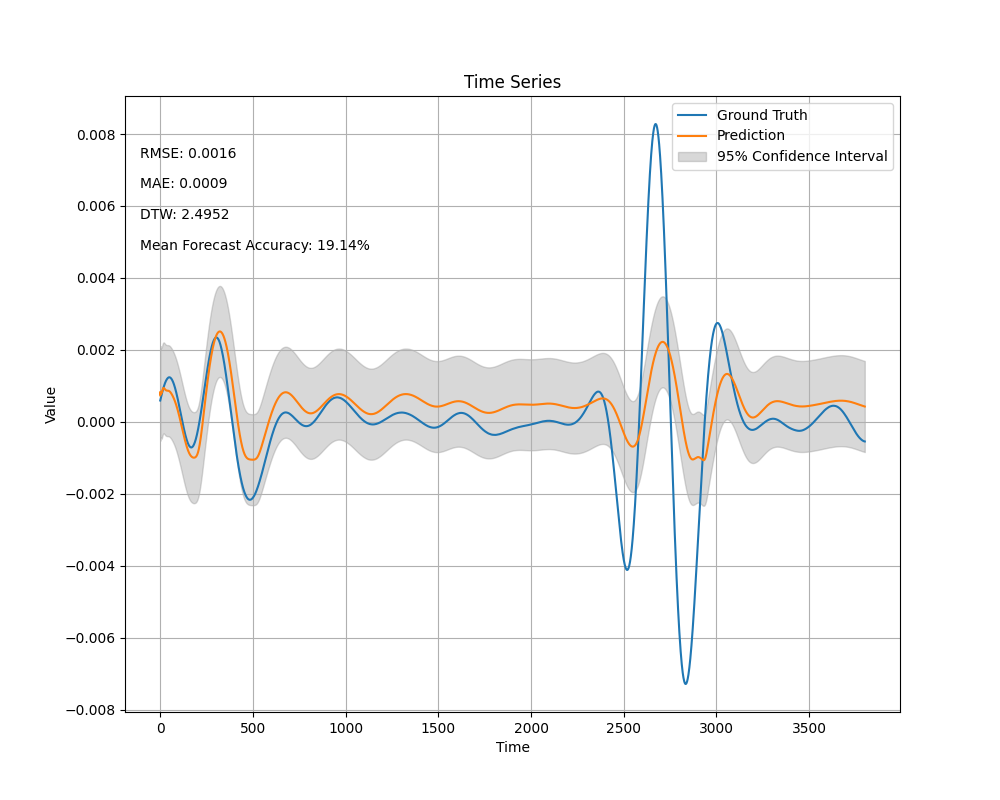 Time Series
Ground Truth
Prediction
95% Confidence Interval
RMSE: 0.0016
MAE: 0.0009
DTW: 2.4952
Mean Forecast Accuracy: 19.14%
0.008
0.006
0.004
0.002
0.000
−0.002
−0.004
−0.006
−0.008
Value
0
500
1000
1500
2000
2500
3000
3500
Time